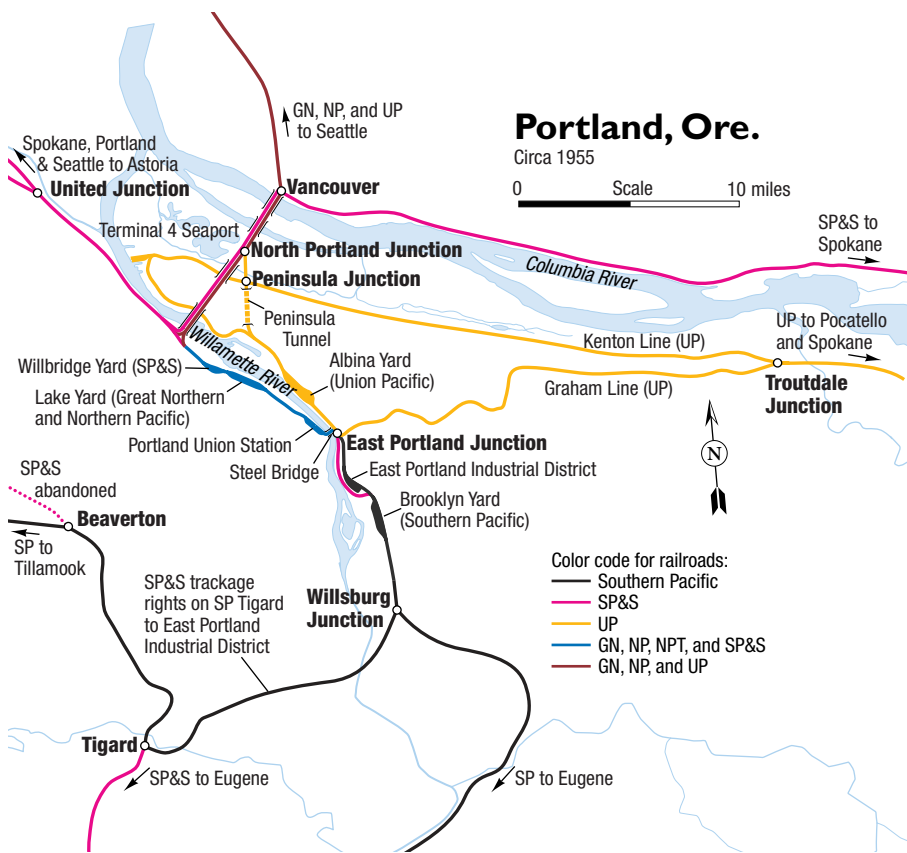 Portland, Ore.
Circa 1955
0 Scale 10 miles
GN, NP, and UP
to Seattle
Spokane, Portland
& Seattle to Astoria
United Junction
Vancouver
Terminal 4 Seaport
North Portland Junction
Peninsula Junction
SP&S to
Spokane
Columbia River
Peninsula
Tunnel
UP to Pocatello
and Spokane
Kenton Line (UP)
Willamette River
Willbridge Yard (SP&S)
Albina Yard
(Union Pacific)
Graham Line (UP)
Troutdale
Junction
Lake Yard (Great Northern
and Northern Pacific)
Portland Union Station
East Portland Junction
Steel Bridge
East Portland Industrial District
N
SP&S
abandoned
Brooklyn Yard
(Southern Pacific)
Beaverton
SP to
Tillamook
SP&S trackage
rights on SP Tigard
to East Portland
Industrial District
Willsburg
Junction
Color code for railroads:
Southern Pacific
SP&S
UP
GN, NP, NPT, and SP&S
GN, NP, and UP
Tigard
SP&S to Eugene
SP to Eugene